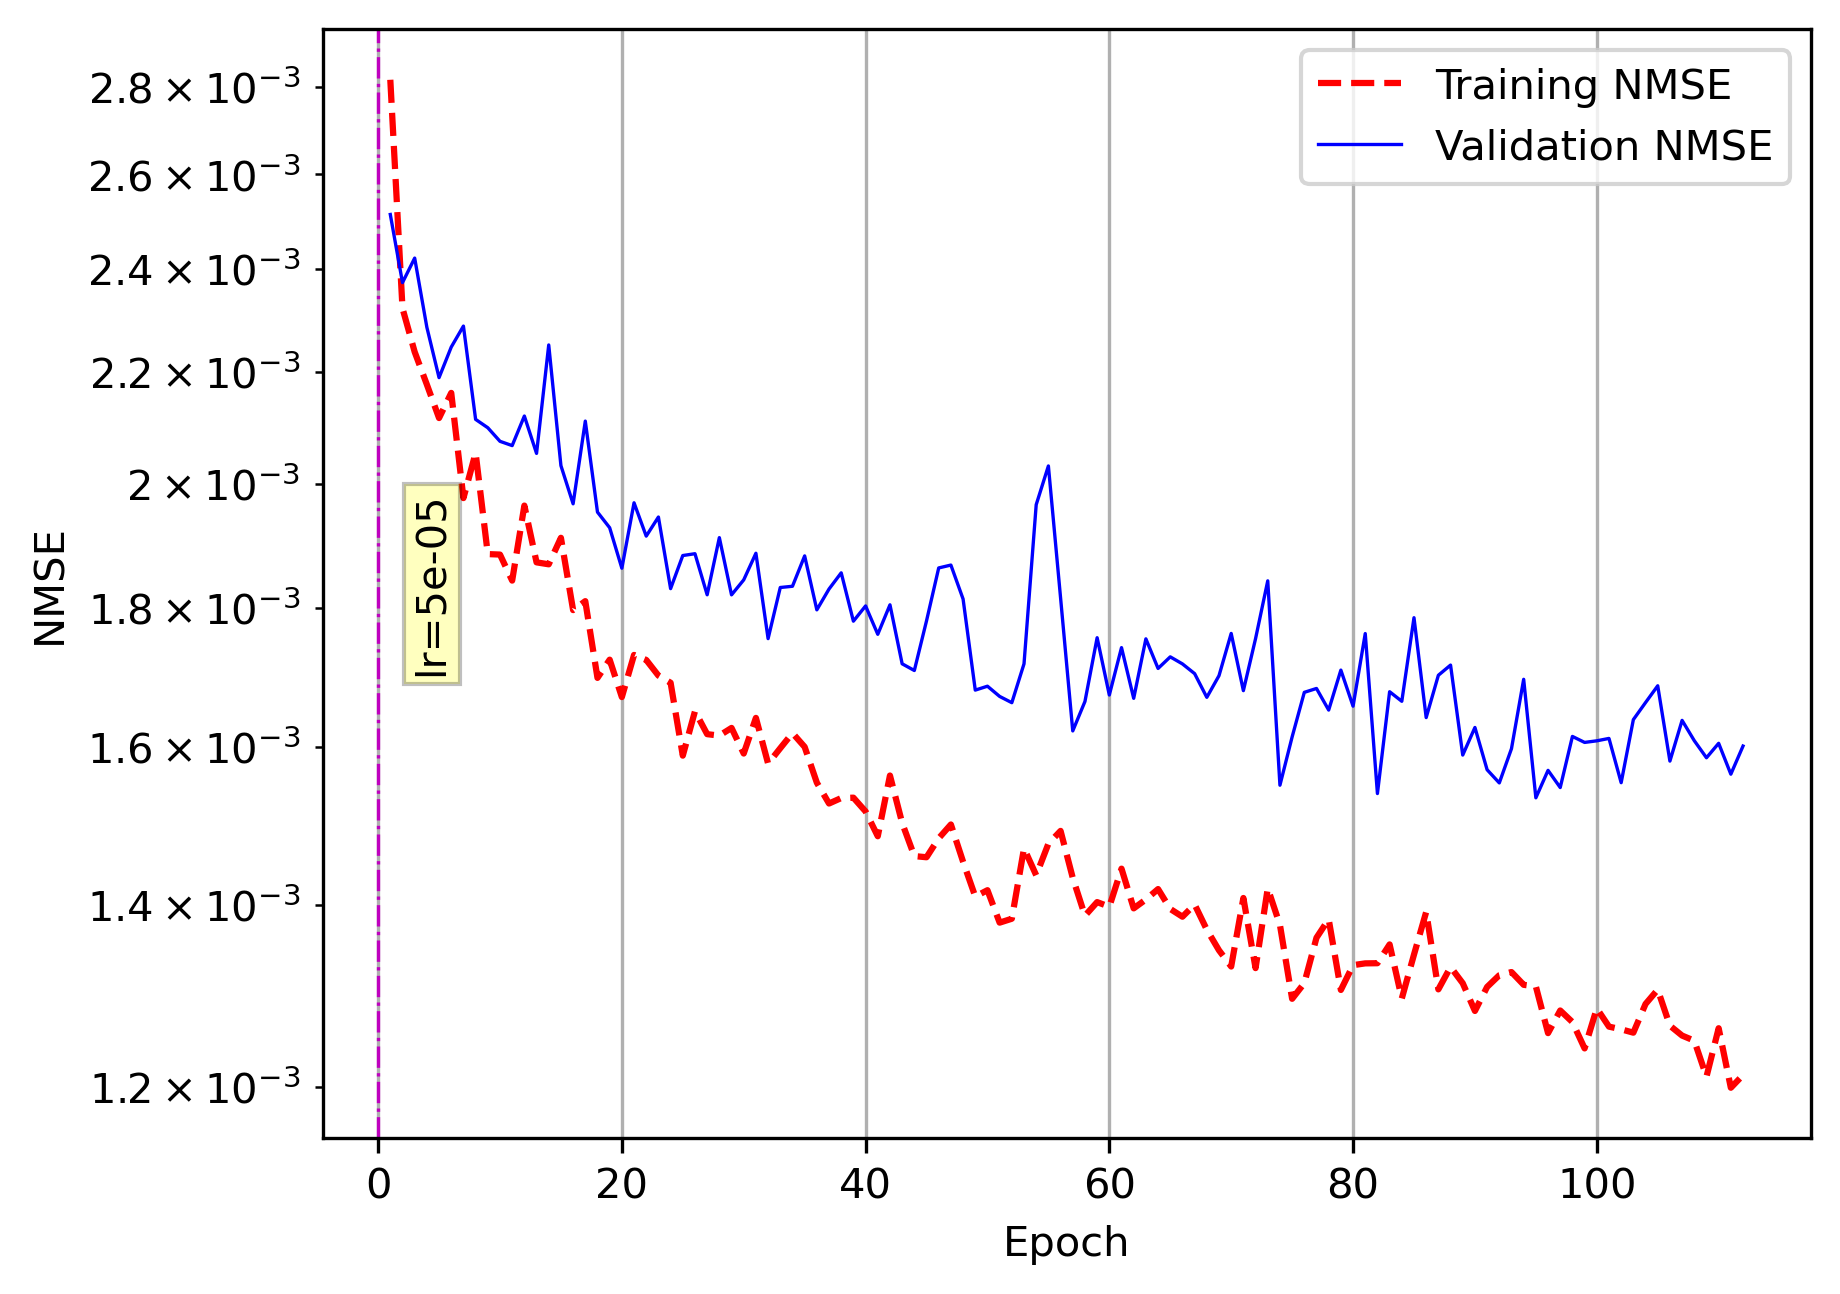 Training NMSE
Validation NMSE
2.8 × 10⁻³
2.6 × 10⁻³
2.4 × 10⁻³
2.2 × 10⁻³
2 × 10⁻³
1.8 × 10⁻³
1.6 × 10⁻³
1.4 × 10⁻³
1.2 × 10⁻³
NMSE
lr=5e-05
0 20 40 60 80 100
Epoch